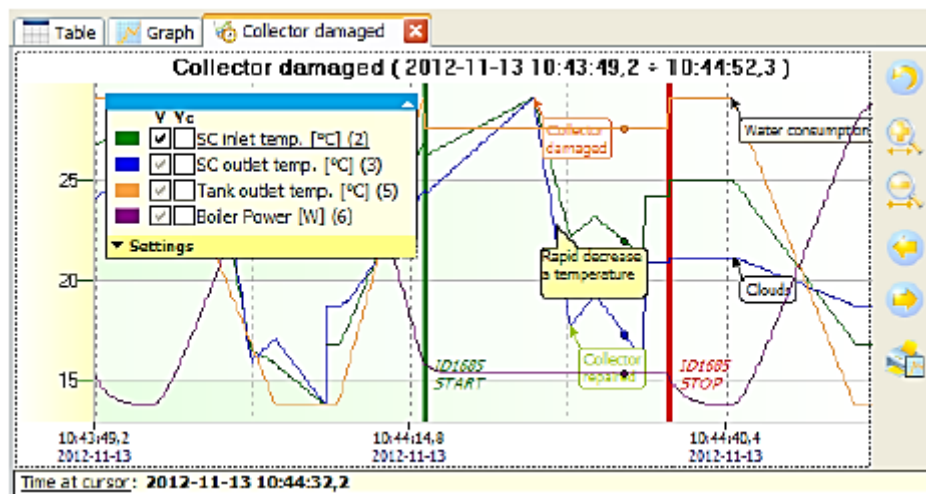 Table Graph Collector damaged
Collector damaged ( 2012-11-13 10:43:49,2 ÷ 10:44:52,3 )
V Yc
SC inlet temp. [ºC] (2)
SC outlet temp. [ºC] (3)
Tank outlet temp. [ºC] (5)
Boiler Power [W] (6)
Settings
25
20
15
Collector
damaged
Water consumption
Rapid decrease
a temperature
Clouds
Collector
repaired
ID1685
START
ID1685
STOP
10:43:49,2
2012-11-13
10:44:14,8
2012-11-13
10:44:40,4
2012-11-13
Time at cursor: 2012-11-13 10:44:32,2